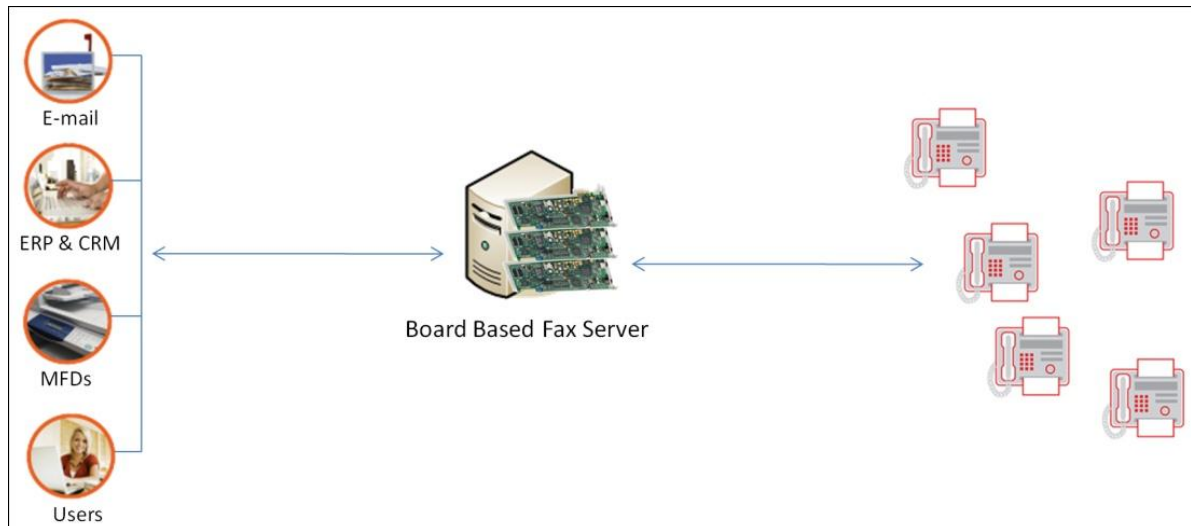 E-mail
ERP & CRM
MFDs
Users
Board Based Fax Server